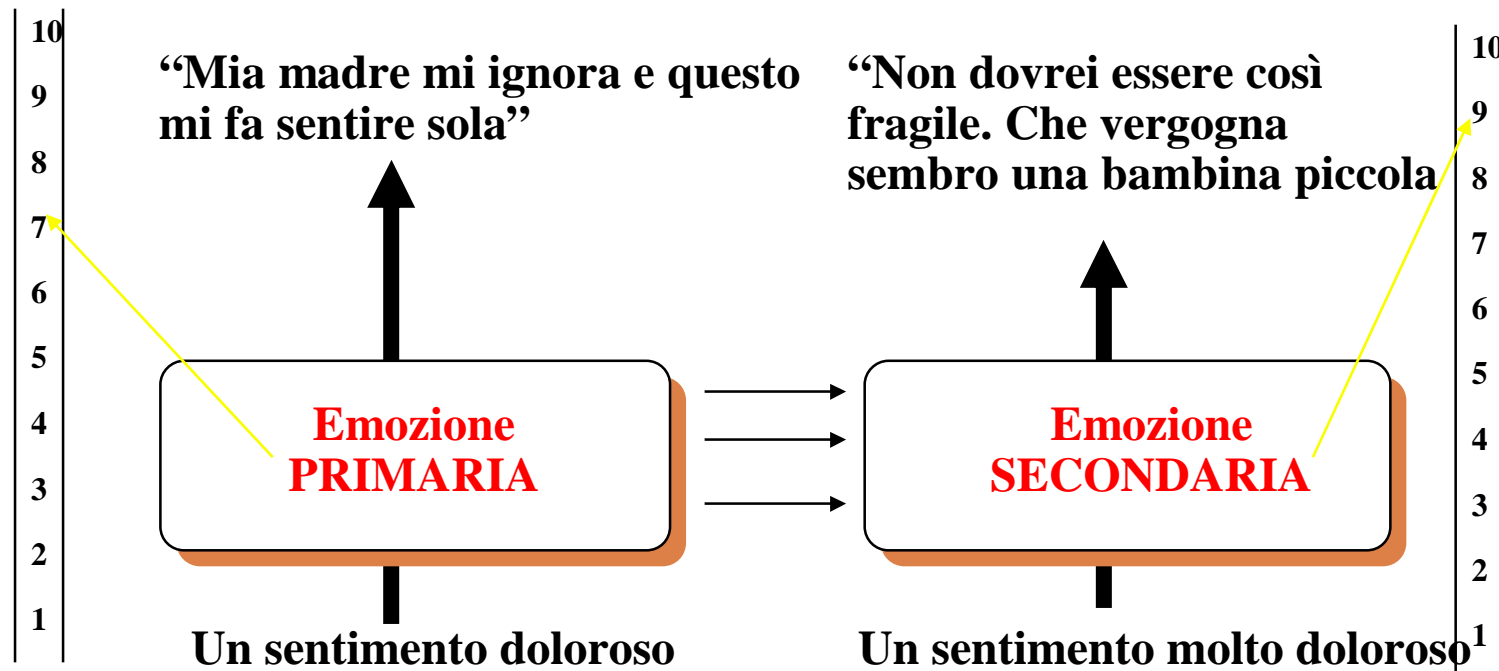 10
9
8
7
6
5
4
3
2
1
“Mia madre mi ignora e questo
mi fa sentire sola”
Emozione
PRIMARIA
Un sentimento doloroso
“Non dovrei essere così
fragile. Che vergogna
sembro una bambina piccola
Emozione
SECONDARIA
Un sentimento molto doloroso
10
9
8
7
6
5
4
3
2
1